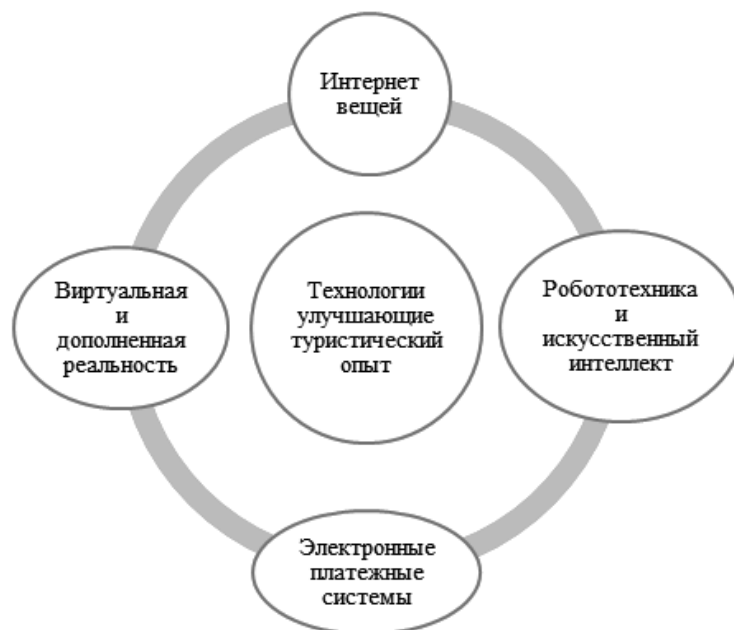 Интернет
вещей
Виртуальная
и
дополненная
реальность
Технологии
улучшающие
туристический
опыт
Робототехника
и
искусственный
интеллект
Электронные
платежные
системы